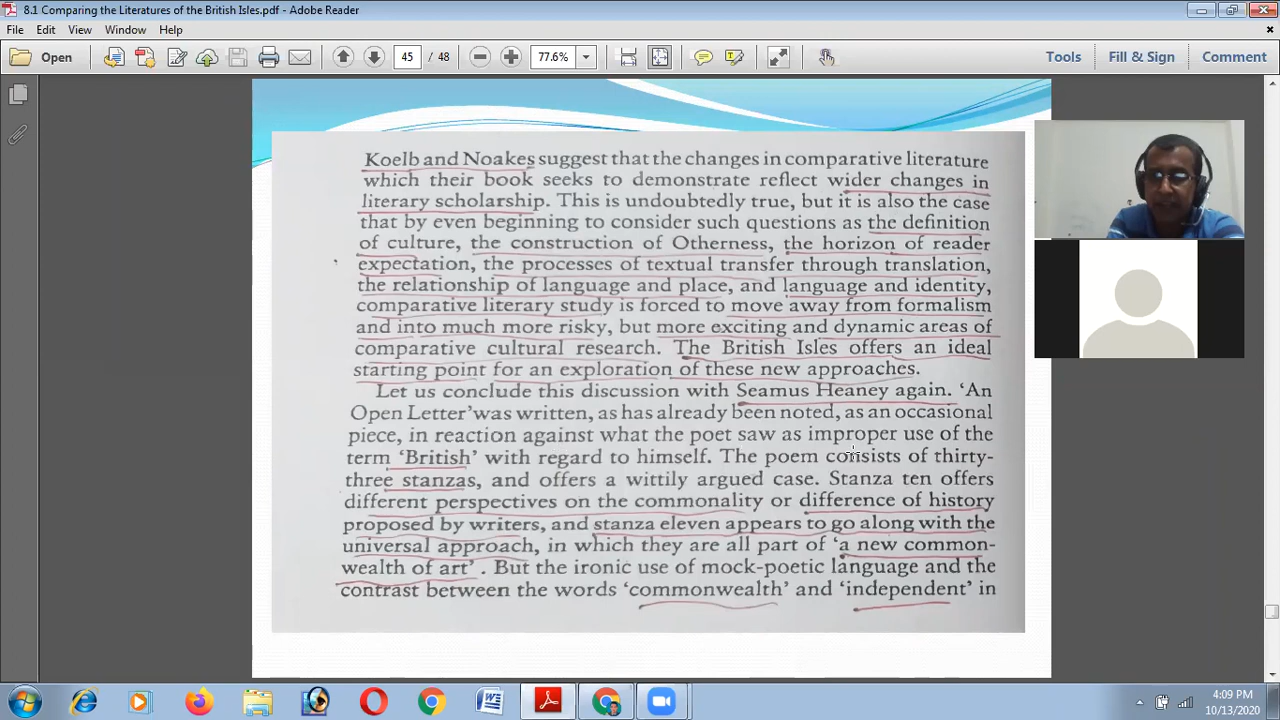 8.1 Comparing the Literatures of the British Isles.pdf - Adobe Reader
File Edit View Window Help
Open 45 / 48 77.6% Tools Fill & Sign Comment
Koelb and Noakes suggest that the changes in comparative literature
which their book seeks to demonstrate reflect wider changes in
literary scholarship. This is undoubtedly true, but it is also the case
that by even beginning to consider such questions as the definition
of culture, the construction of Otherness, the horizon of reader
expectation, the processes of textual transfer through translation,
the relationship of language and place, and language and identity,
comparative literary study is forced to move away from formalism
and into much more risky, but more exciting and dynamic areas of
comparative cultural research. The British Isles offers an ideal
starting point for an exploration of these new approaches.
Let us conclude this discussion with Seamus Heaney again. ‘An
Open Letter’ was written, as has already been noted, as an occasional
piece, in reaction against what the poet saw as improper use of the
term ‘British’ with regard to himself. The poem consists of thirty-
three stanzas, and offers a wittily argued case. Stanza ten offers
different perspectives on the commonality or difference of history
proposed by writers, and stanza eleven appears to go along with the
universal approach, in which they are all part of ‘a new common-
wealth of art’ . But the ironic use of mock-poetic language and the
contrast between the words ‘commonwealth’ and ‘independent’ in
4:09 PM
10/13/2020